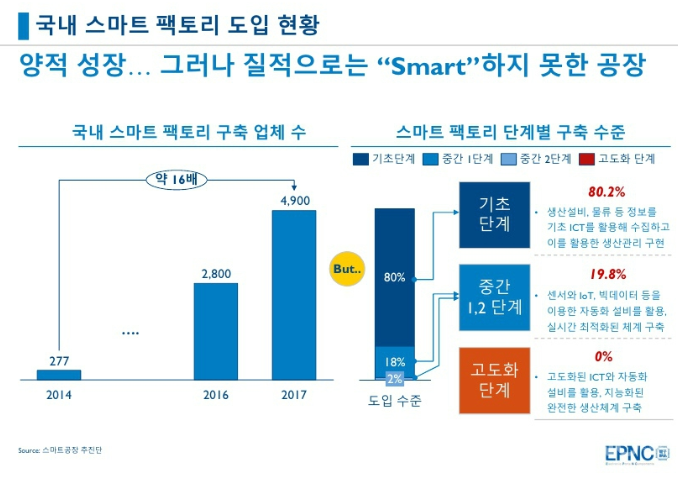 국내 스마트 팩토리 도입 현황
양적 성장... 그러나 질적으로는 “Smart”하지 못한 공장
국내 스마트 팩토리 구축 업체 수
약 16배
4,900
2,800
....
277
2014
2016
2017
But..
스마트 팩토리 단계별 구축 수준
기초단계
중간 1단계
중간 2단계
고도화 단계
80%
18%
2%
도입 수준
기초
단계
80.2%
• 생산설비, 물류 등 정보를
기초 ICT를 활용해 수집하고
이를 활용한 생산관리 구현
중간
1,2 단계
19.8%
• 센서와 IoT, 빅데이터 등을
이용한 자동화 설비를 활용,
실시간 최적화된 체계 구축
고도화
단계
0%
• 고도화된 ICT와 자동화
설비를 활용, 지능화된
완전한 생산체계 구축
Source: 스마트공장 추진단
EPNC